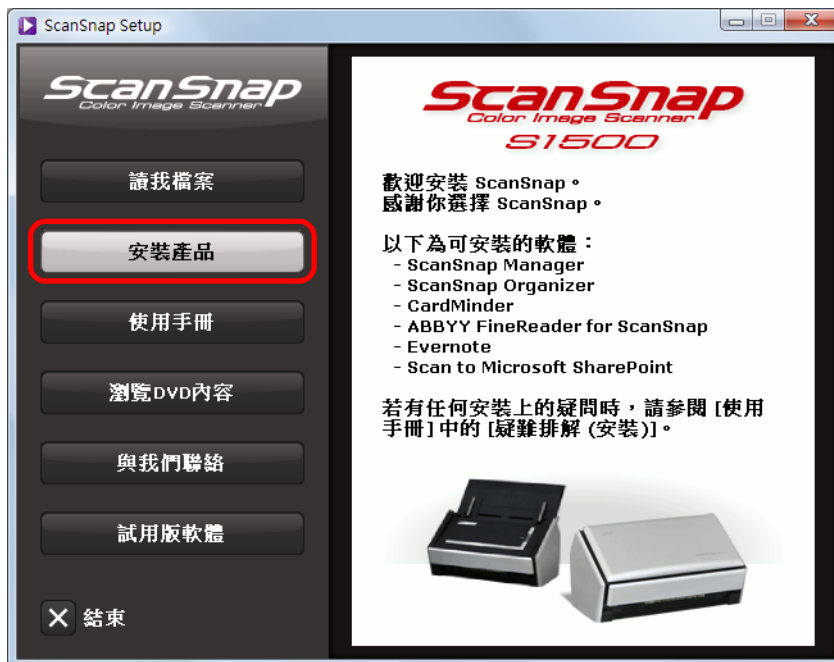 ScanSnap Setup
ScanSnap
Color Image Scanner
讀我檔案
安裝產品
使用手冊
瀏覽DVD內容
與我們聯絡
試用版軟體
結束
ScanSnap
Color Image Scanner
S1500
歡迎安裝 ScanSnap。
感謝你選擇 ScanSnap。
以下為可安裝的軟體：
- ScanSnap Manager
- ScanSnap Organizer
- CardMinder
- ABBYY FineReader for ScanSnap
- Evernote
- Scan to Microsoft SharePoint
若有任何安裝上的疑問時，請參閱 [使用
手冊] 中的 [疑難排解 (安裝)]。